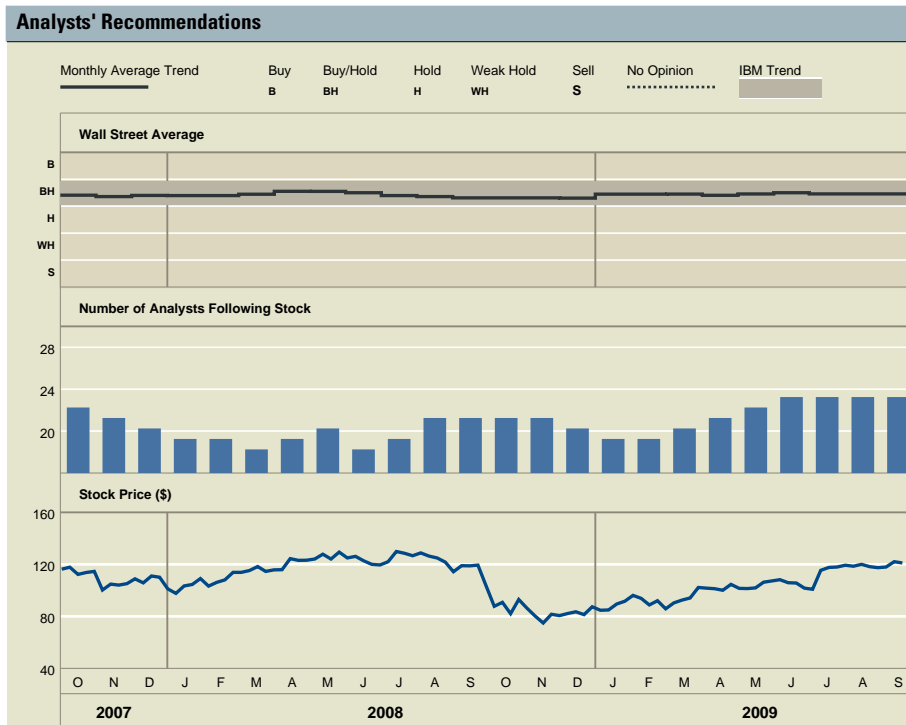 Analysts' Recommendations
Monthly Average Trend Buy Buy/Hold Hold Weak Hold Sell No Opinion IBM Trend
B BH H WH S
Wall Street Average
B
BH
H
WH
S
Number of Analysts Following Stock
28
24
20
Stock Price ($)
160
120
80
40
O N D J F M A M J J A S O N D J F M A M J J A S
2007 2008 2009